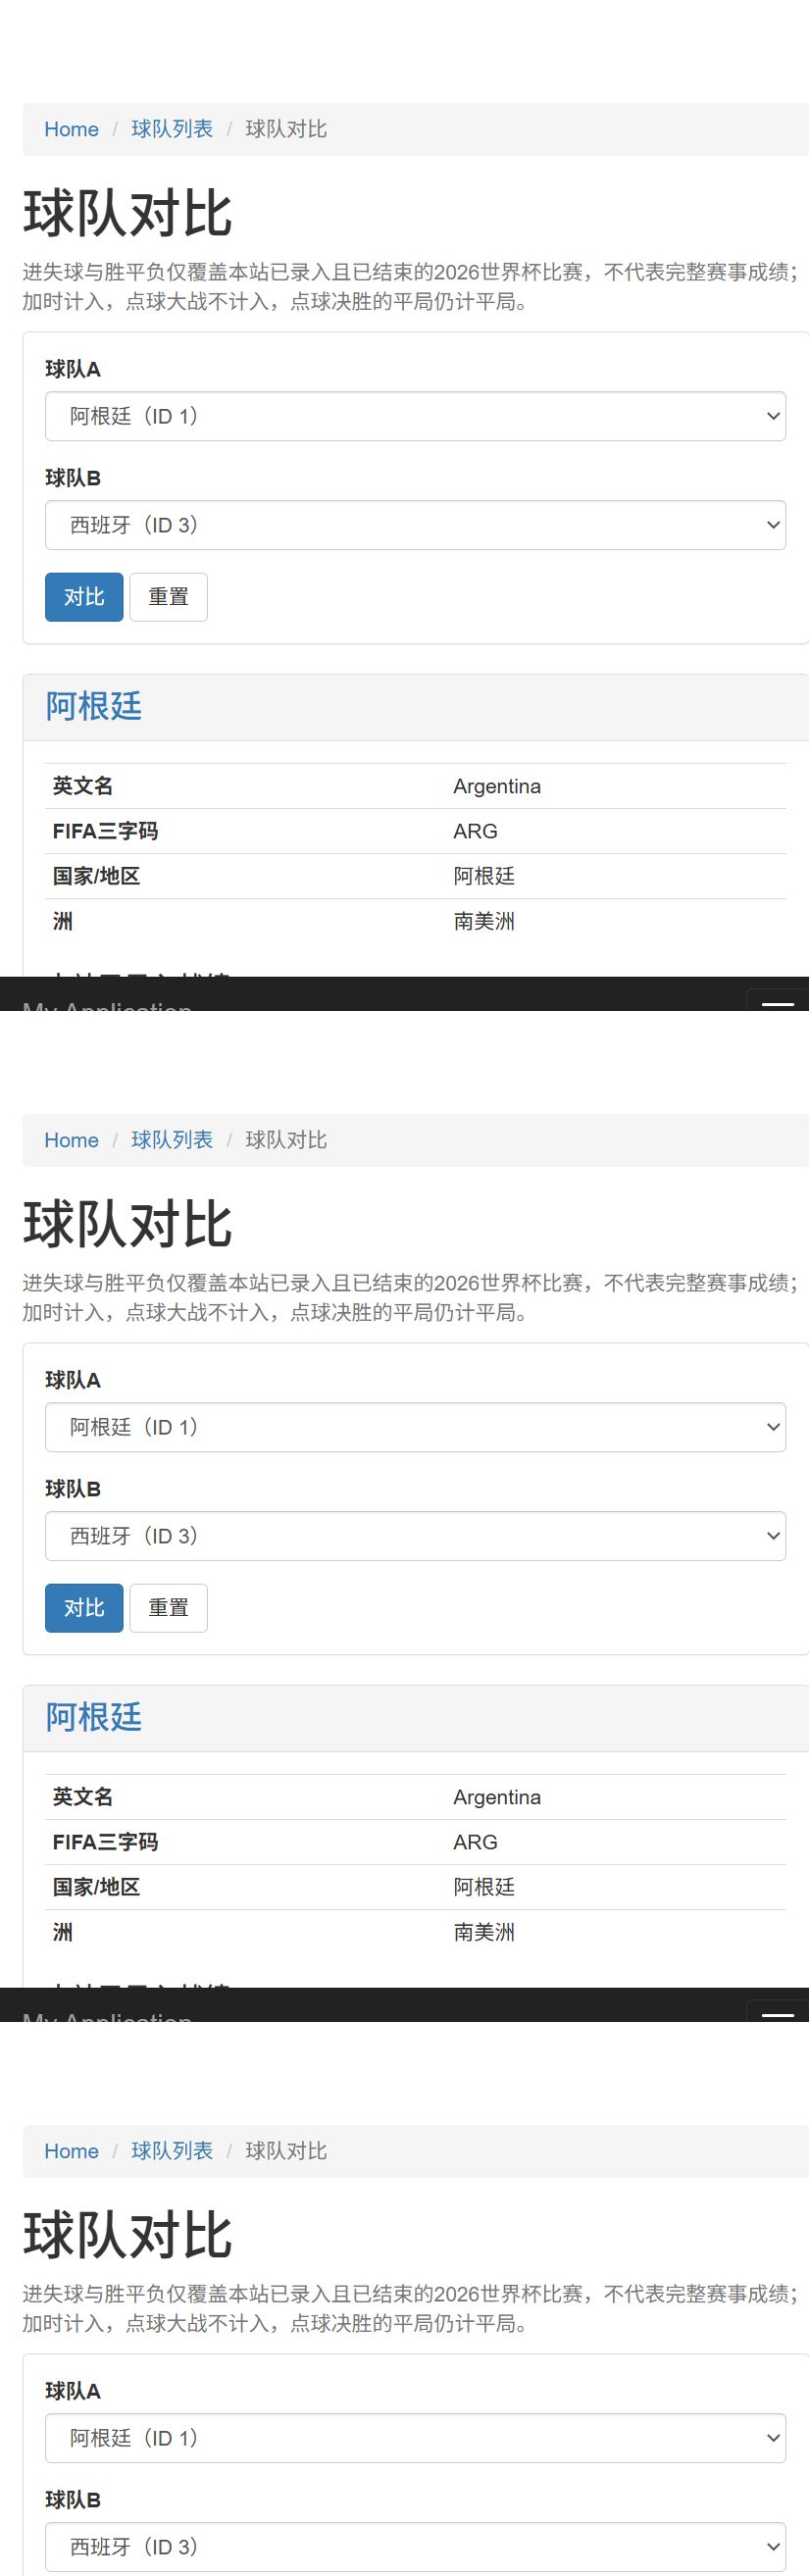 Home / 球队列表 / 球队对比
球队对比
进失球与胜平负仅覆盖本站已录入且已结束的2026世界杯比赛，不代表完整赛事成绩；
加时计入，点球大战不计入，点球决胜的平局仍计平局。
球队A
阿根廷（ID 1）
球队B
西班牙（ID 3）
对比 重置
阿根廷
英文名 Argentina
FIFA三字码 ARG
国家/地区 阿根廷
洲 南美洲
My Application
Home / 球队列表 / 球队对比
球队对比
进失球与胜平负仅覆盖本站已录入且已结束的2026世界杯比赛，不代表完整赛事成绩；
加时计入，点球大战不计入，点球决胜的平局仍计平局。
球队A
阿根廷（ID 1）
球队B
西班牙（ID 3）
对比 重置
阿根廷
英文名 Argentina
FIFA三字码 ARG
国家/地区 阿根廷
洲 南美洲
My Application
Home / 球队列表 / 球队对比
球队对比
进失球与胜平负仅覆盖本站已录入且已结束的2026世界杯比赛，不代表完整赛事成绩；
加时计入，点球大战不计入，点球决胜的平局仍计平局。
球队A
阿根廷（ID 1）
球队B
西班牙（ID 3）